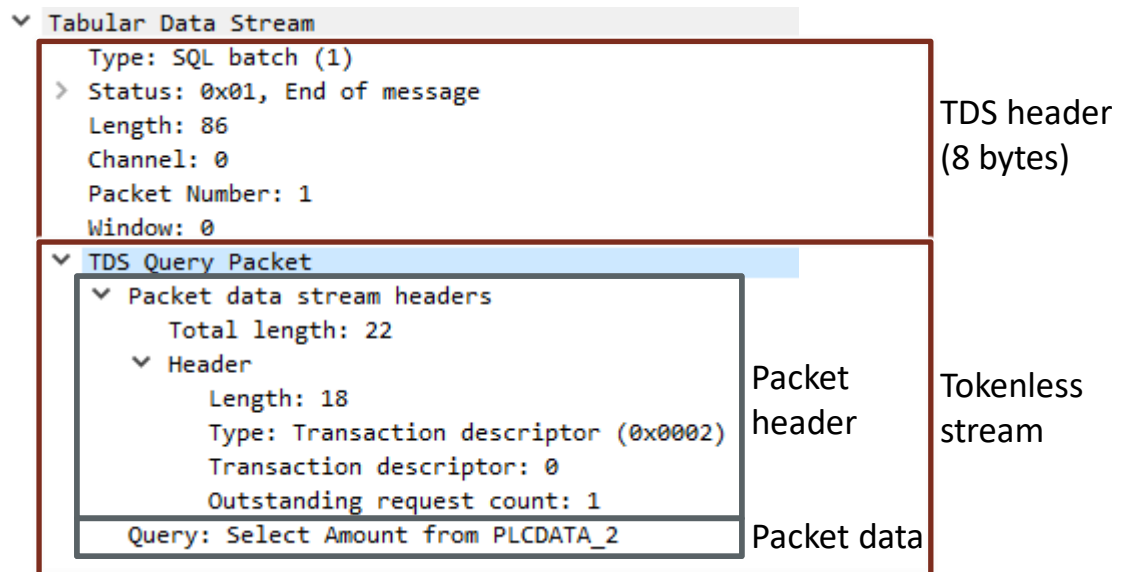 Tabular Data Stream
Type: SQL batch (1)
Status: 0x01, End of message
Length: 86
Channel: 0
Packet Number: 1
Window: 0
TDS header
(8 bytes)
TDS Query Packet
Packet data stream headers
Total length: 22
Header
Length: 18
Type: Transaction descriptor (0x0002)
Transaction descriptor: 0
Outstanding request count: 1
Packet
header
Query: Select Amount from PLCDATA_2
Packet data
Tokenless
stream